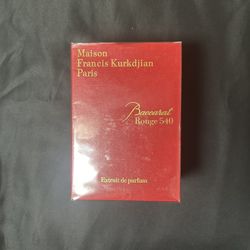 Maison
Francis Kurkdjian
Paris
Baccarat
Rouge 540
Extrait de parfum